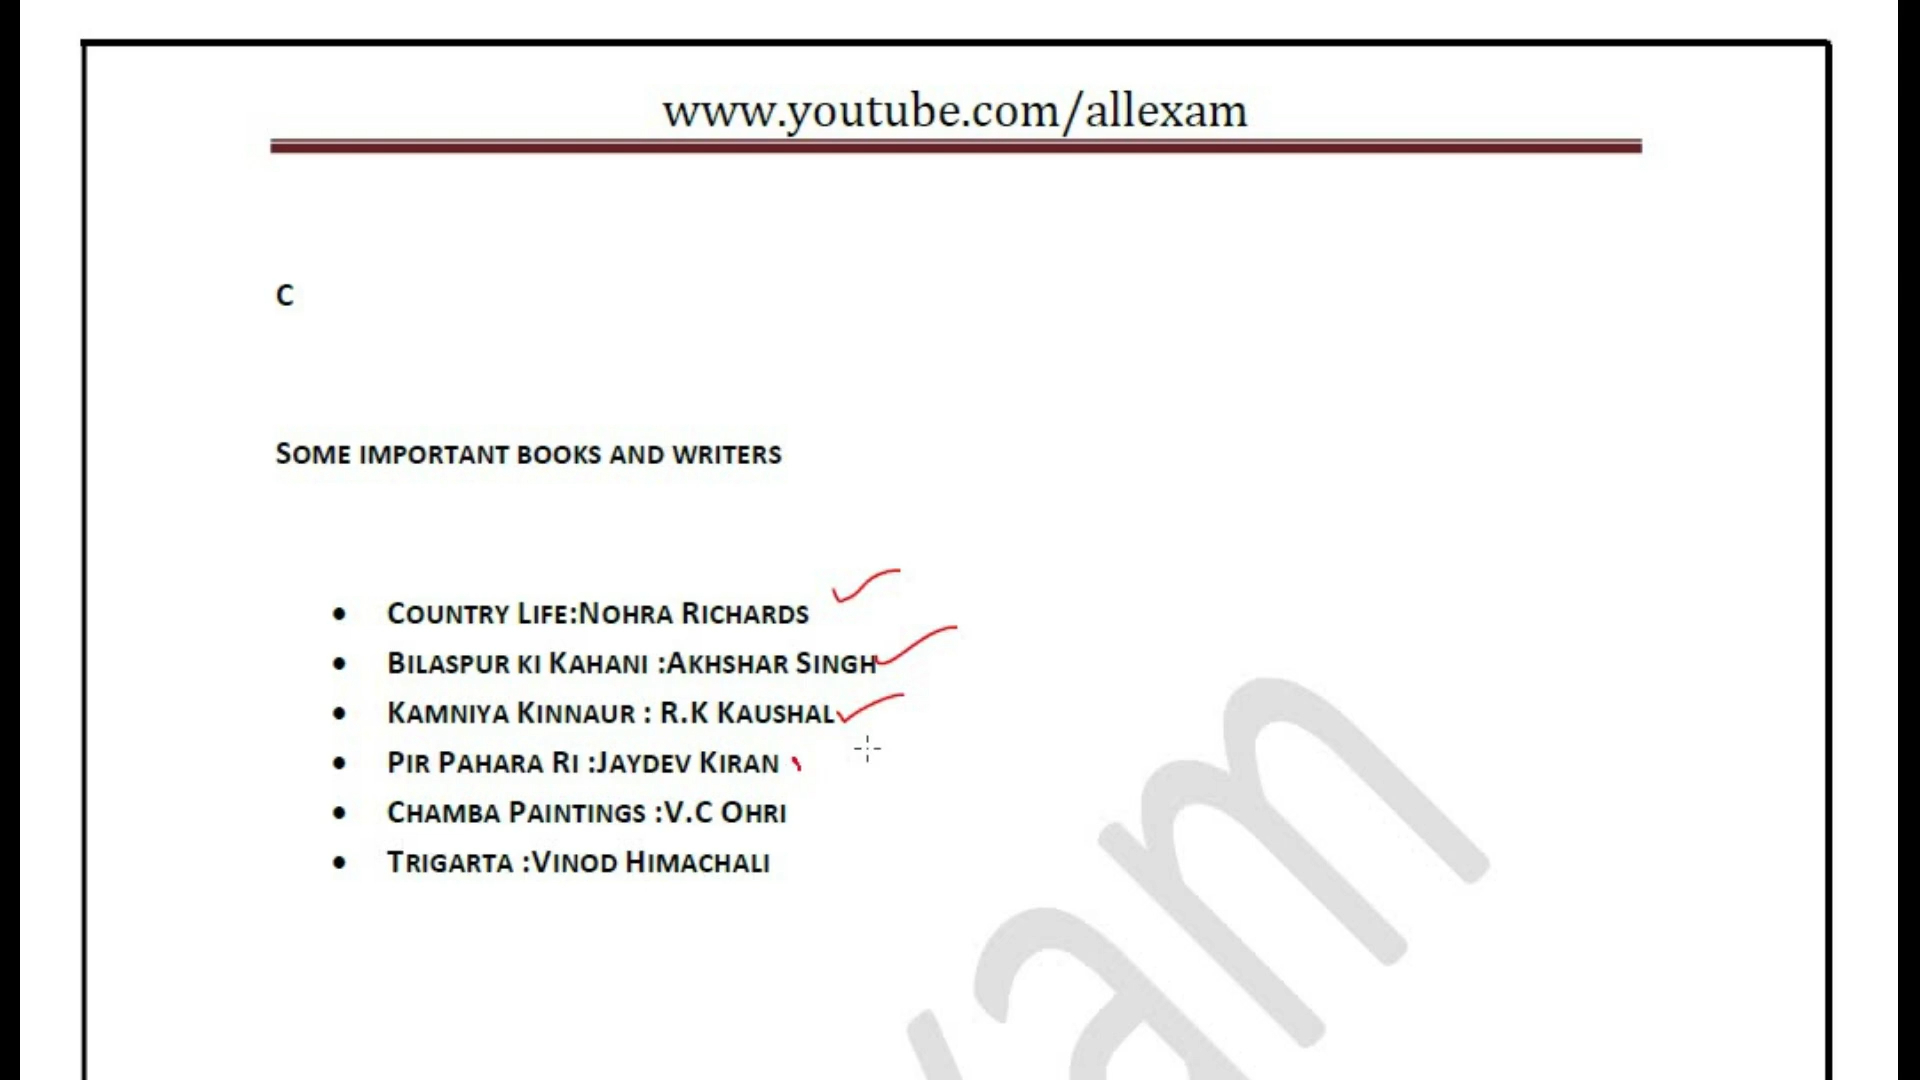 www.youtube.com/allexam
C
SOME IMPORTANT BOOKS AND WRITERS
• COUNTRY LIFE:NOHRA RICHARDS
• BILASPUR KI KAHANI :AKHSHAR SINGH
• KAMNIYA KINNAUR : R.K KAUSHAL
• PIR PAHARA RI :JAYDEV KIRAN
• CHAMBA PAINTINGS :V.C OHRI
• TRIGARTA :VINOD HIMACHALI